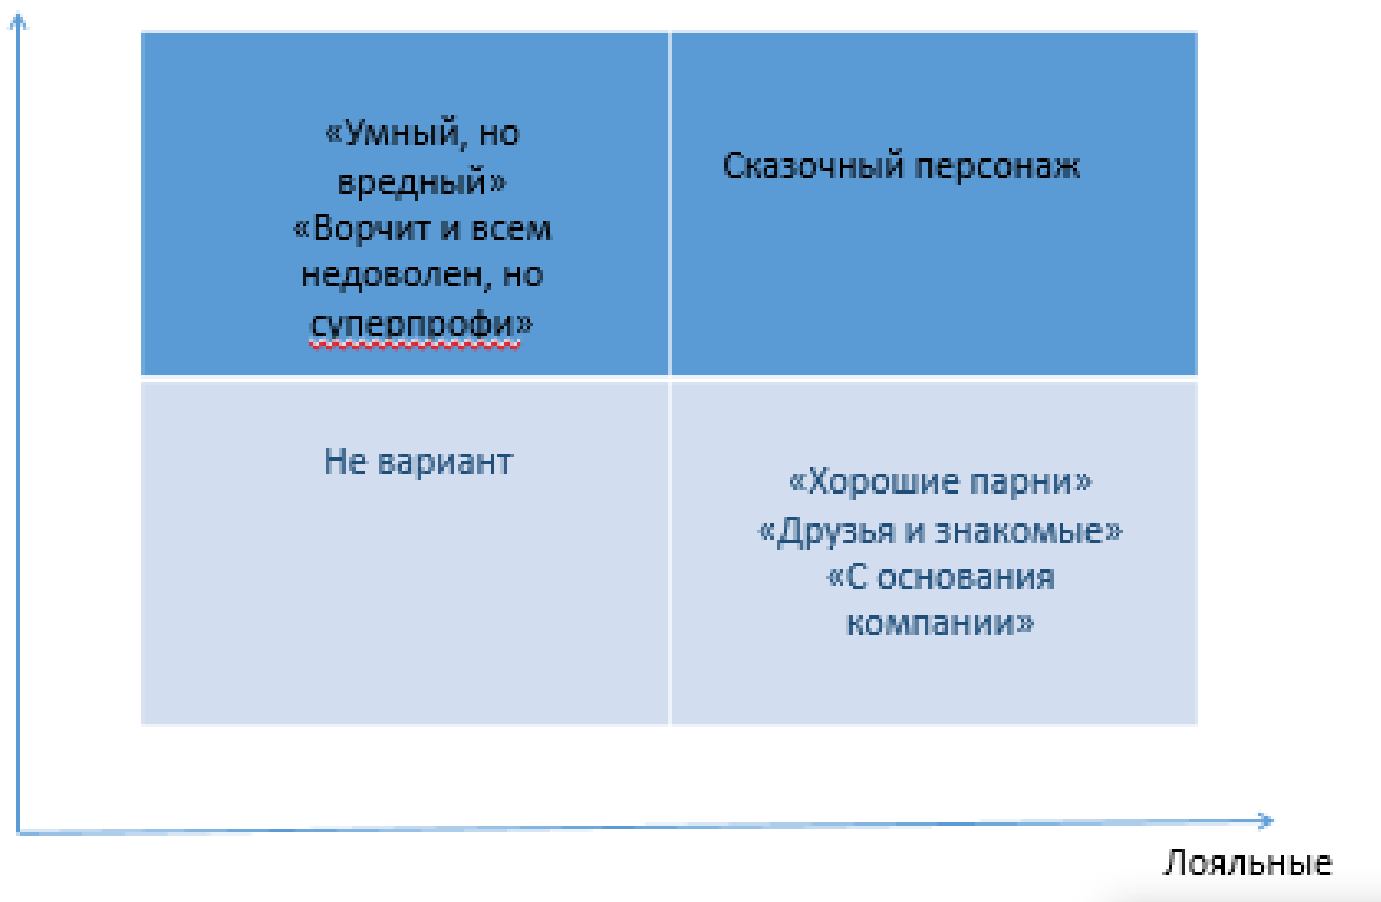 «Умный, но
вредный»
«Ворчит и всем
недоволен, но
суперпрофи»
Сказочный персонаж
Не вариант
«Хорошие парни»
«Друзья и знакомые»
«С основания
компании»
Лояльные